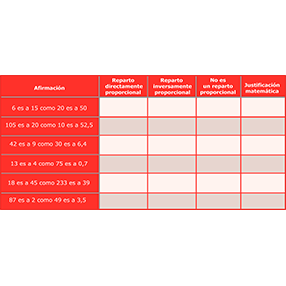 Afirmación
Reparto directamente proporcional
Reparto inversamente proporcional
No es un reparto proporcional
Justificación matemática
6 es a 15 como 20 es a 50
105 es a 20 como 10 es a 52,5
42 es a 9 como 30 es a 6,4
13 es a 4 como 75 es a 0,7
18 es a 45 como 233 es a 39
87 es a 2 como 49 es a 3,5